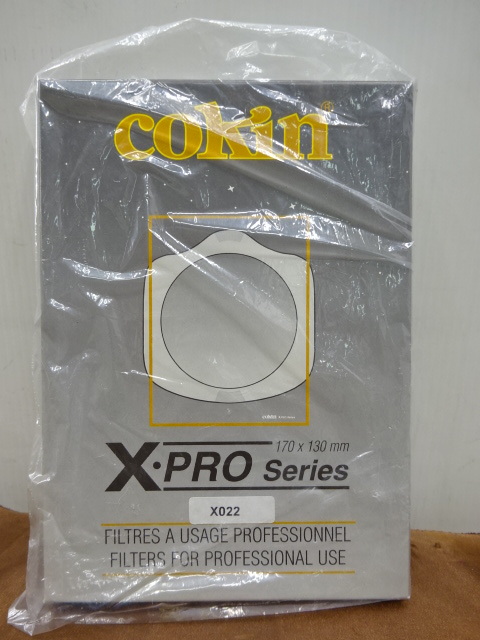 cokin®
170 x 130 mm
X·PRO Series
X022
FILTRES A USAGE PROFESSIONNEL
FILTERS FOR PROFESSIONAL USE